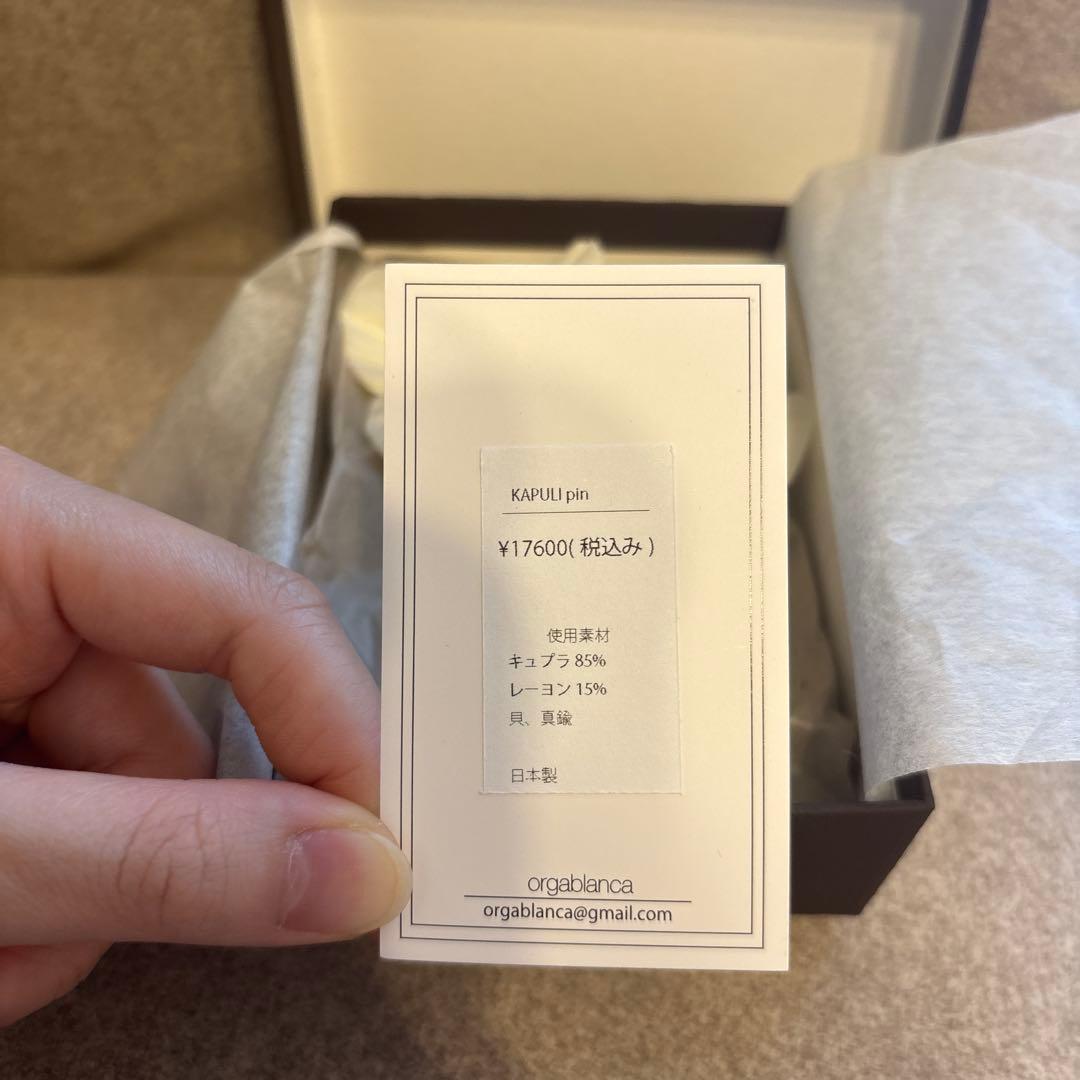 KAPULI pin
¥17600(税込み)
使用素材
キュプラ 85%
レーヨン 15%
貝、真鍮
日本製
orgablanca
orgablanca@gmail.com